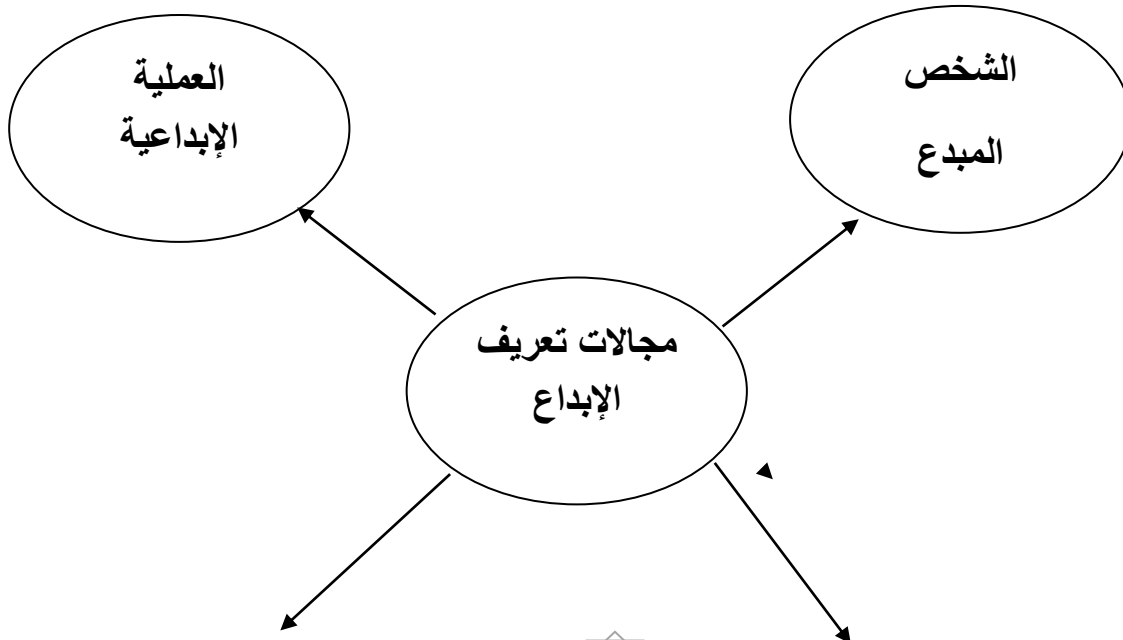 الشخص
المبدع
العملية
الإبداعية
مجالات تعريف
الإبداع